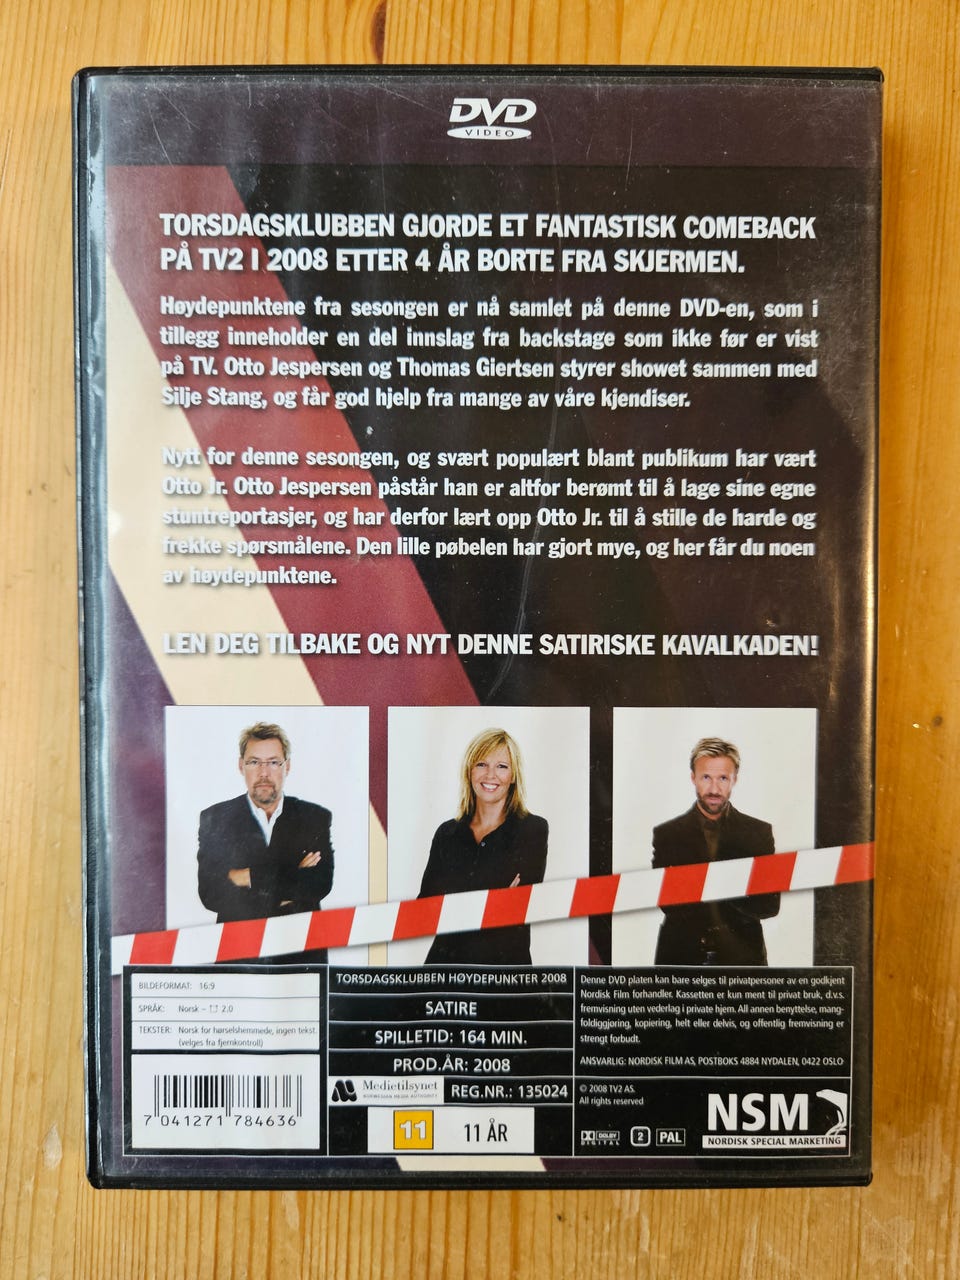 DVD
VIDEO
TORSDAGSKLUBBEN GJORDE ET FANTASTISK COMEBACK
PÅ TV2 I 2008 ETTER 4 ÅR BORTE FRA SKJERMEN.
Høydepunktene fra sesongen er nå samlet på denne DVD-en, som i
tillegg inneholder en del innslag fra backstage som ikke før er vist
på TV. Otto Jespersen og Thomas Giertsen styrer showet sammen med
Silje Stang, og får god hjelp fra mange av våre kjendiser.
Nytt for denne sesongen, og svært populært blant publikum har vært
Otto Jr. Otto Jespersen påstår han er altfor berømt til å lage sine egne
stuntreportasjer, og har derfor lært opp Otto Jr. til å stille de harde og
frekke spørsmålene. Den lille pøbelen har gjort mye, og her får du noen
av høydepunktene.
LEN DEG TILBAKE OG NYT DENNE SATIRISKE KAVALKADEN!
BILDEFORMAT: 16:9
SPRÅK: Norsk - 2.0
TEKSTER: Norsk for hørselshemmede, ingen tekst.
(velges fra fjernkontroll)
7 041271 784636
TORSDAGSKLUBBEN HØYDEPUNKTER 2008
SATIRE
SPILLETID: 164 MIN.
PROD.ÅR: 2008
Medietilsynet
NORWEGIAN MEDIA AUTHORITY
REG.NR.: 135024
11
11 ÅR
Denne DVD platen kan bare selges til privatpersoner av en godkjent
Nordisk Film forhandler. Kassetten er kun ment til privat bruk, d.v.s.
fremvisning uten vederlag i private hjem. All annen benyttelse, mang-
foldiggjøring, kopiering, helt eller delvis, og offentlig fremvisning er
strengt forbudt.
ANSVARLIG: NORDISK FILM AS, POSTBOKS 4884 NYDALEN, 0422 OSLO
© 2008 TV2 AS.
All rights reserved
DOLBY
DIGITAL
2
PAL
NSM
NORDISK SPECIAL MARKETING